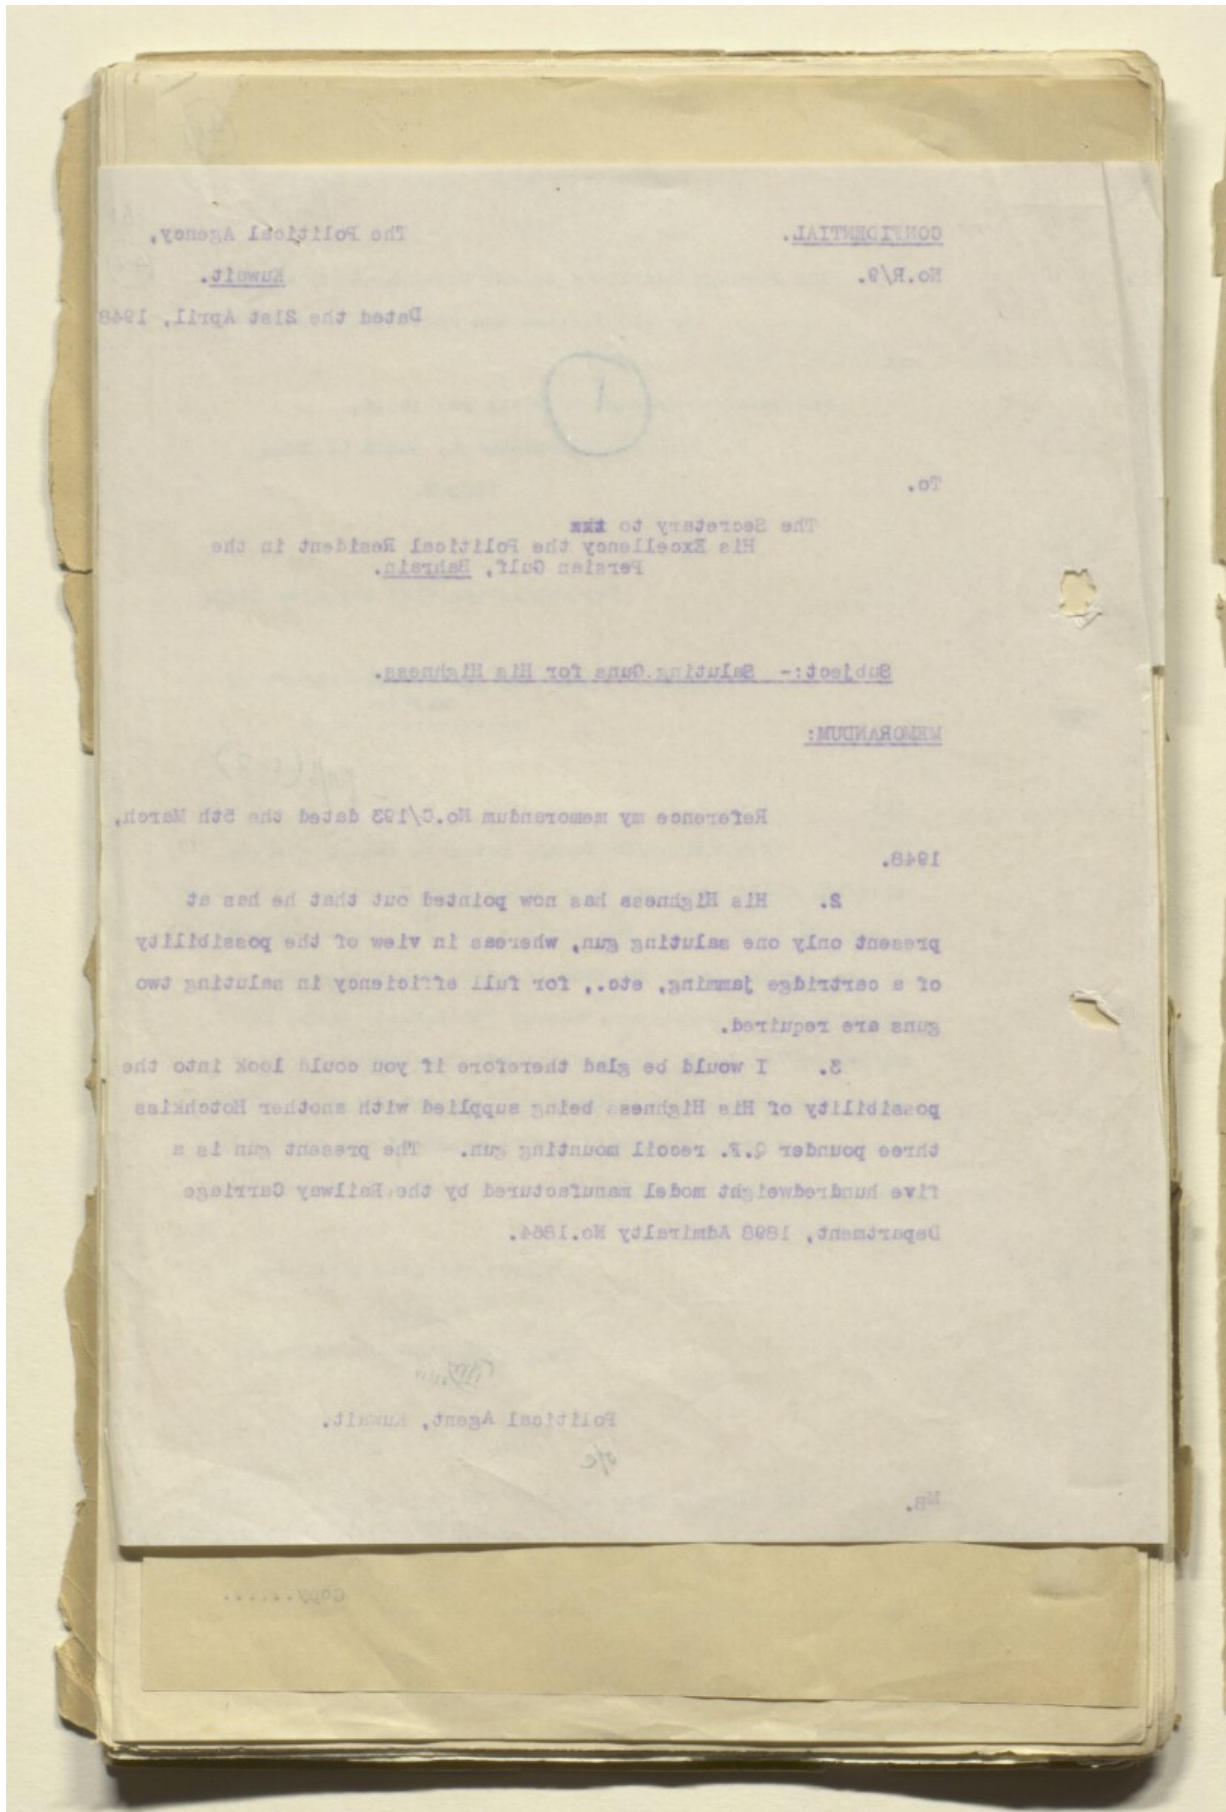 CONFIDENTIAL.
No.R/9.
The Political Agency,
Kuwait.
Dated the 21st April, 1948
1
To.
The Secretary to the
His Excellency the Political Resident in the
Persian Gulf, Bahrain.
Subject:- Saluting Guns for His Highness.
MEMORANDUM:
Reference my memorandum No.C/193 dated the 5th March,
1948.
2. His Highness has now pointed out that he has at
present only one saluting gun, whereas in view of the possibility
of a cartridge jamming, etc., for full efficiency in saluting two
guns are required.
3. I would be glad therefore if you could look into the
possibility of His Highness being supplied with another Hotchkiss
three pounder Q.F. recoil mounting gun. The present gun is a
five hundredweight model manufactured by the Railway Carriage
Department, 1898 Admiralty No.1864.
Political Agent, Kuwait.
MB.
Copy......